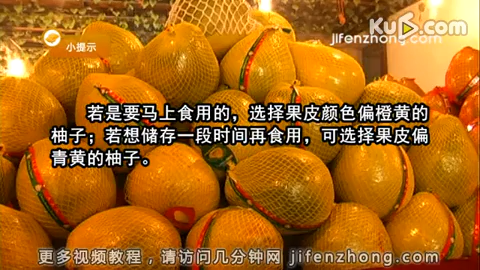 小提示
Ku6.com
jifenzhong.com
若是要马上食用的，选择果皮颜色偏橙黄的
柚子；若想储存一段时间再食用，可选择果皮偏
青黄的柚子。
更多视频教程，请访问几分钟网 jifenzhong.com